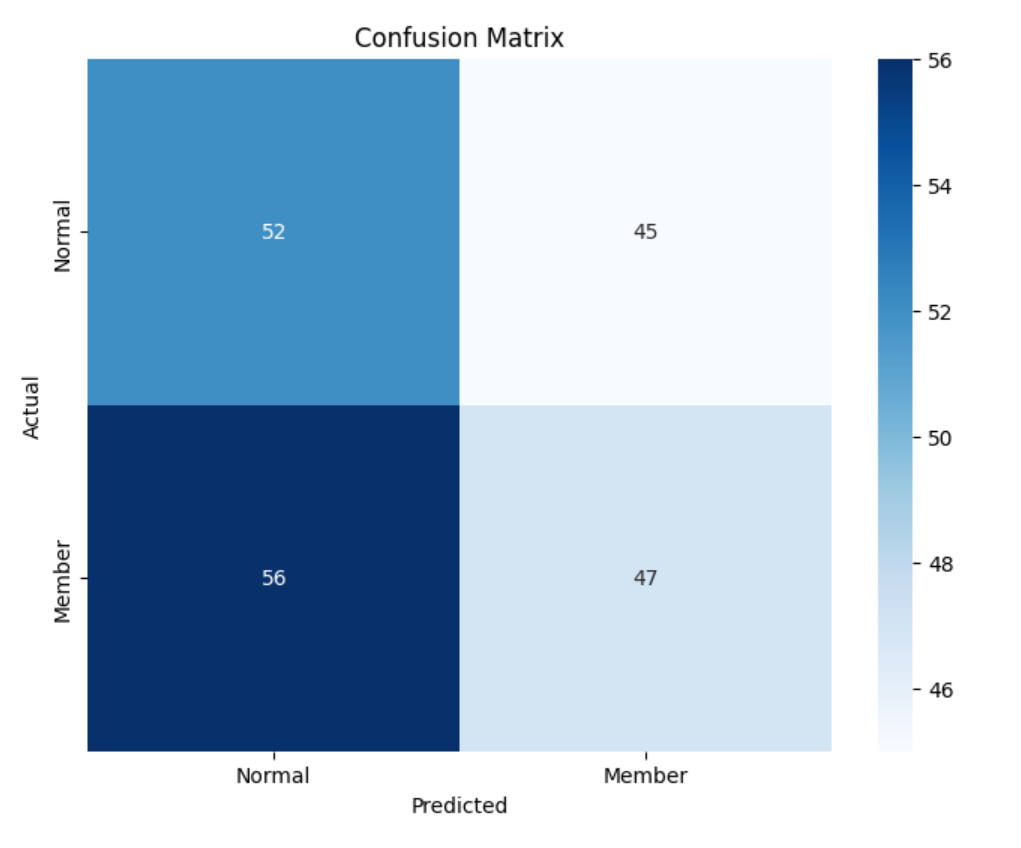 Confusion Matrix
Actual
Normal
52
45
Member
56
47
Normal
Member
Predicted
56
54
52
50
48
46